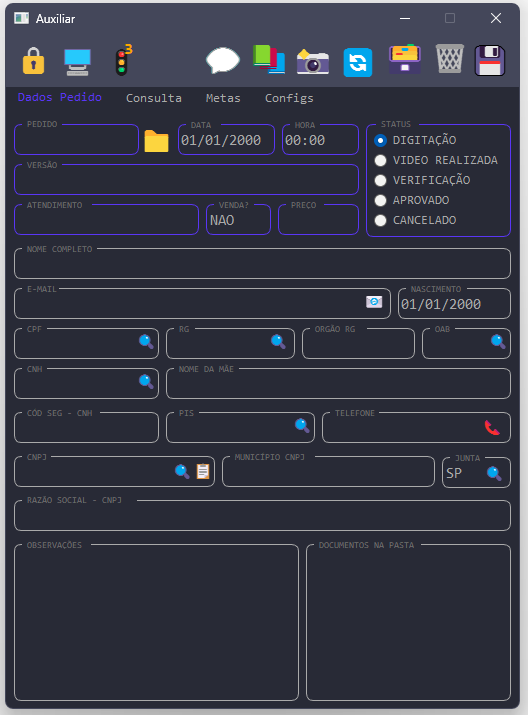 Auxiliar
3
Dados Pedido Consulta Metas Configs
PEDIDO DATA HORA STATUS
01/01/2000 00:00 DIGITAÇÃO
VIDEO REALIZADA
VERSÃO
VERIFICAÇÃO
APROVADO
ATENDIMENTO VENDA? PREÇO
NAO CANCELADO
NOME COMPLETO
E-MAIL NASCIMENTO
01/01/2000
CPF RG ORGÃO RG OAB
CNH NOME DA MÃE
CÓD SEG - CNH PIS TELEFONE
CNPJ MUNICÍPIO CNPJ JUNTA
SP
RAZÃO SOCIAL - CNPJ
OBSERVAÇÕES DOCUMENTOS NA PASTA